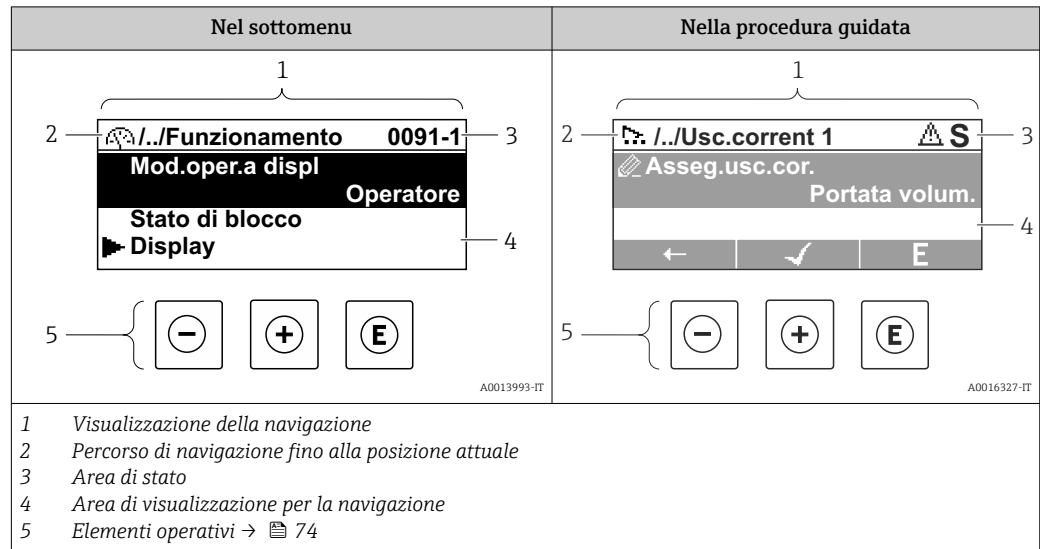 Nel sottomenu
Nella procedura guidata
1
2
/../Funzionamento 0091-1
3
Mod.oper.a displ
Operatore
Stato di blocco
Display
4
5
- + E
A0013993-IT
1
2
/../Usc.corrent 1 S
3
Asseg.usc.cor.
Portata volum.
4
← ✓ E
5
- + E
A0016327-IT
1 Visualizzazione della navigazione
2 Percorso di navigazione fino alla posizione attuale
3 Area di stato
4 Area di visualizzazione per la navigazione
5 Elementi operativi → 74